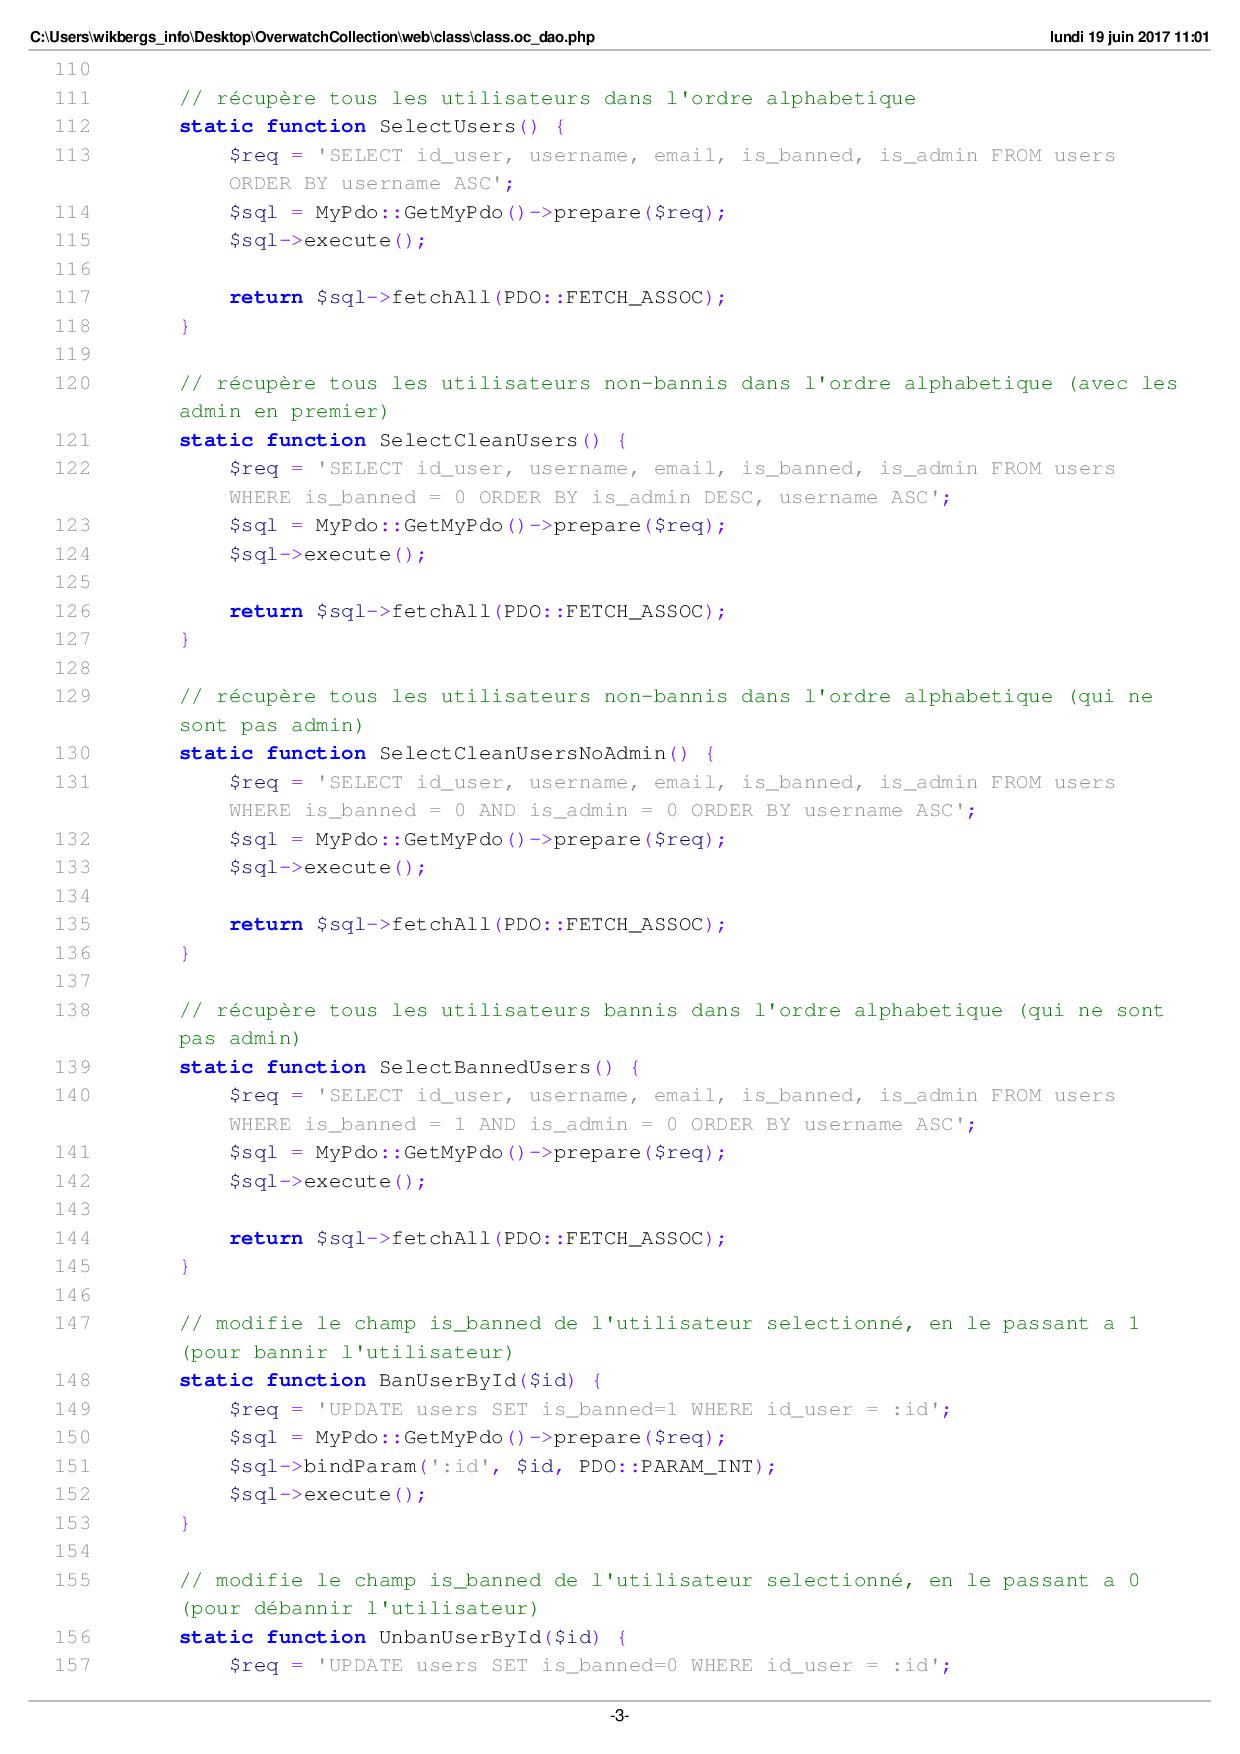 C:\Users\wikbergs_info\Desktop\OverwatchCollection\web\class\class.oc_dao.php lundi 19 juin 2017 11:01
110
111 // récupère tous les utilisateurs dans l'ordre alphabetique
112 static function SelectUsers() {
113 $req = 'SELECT id_user, username, email, is_banned, is_admin FROM users
ORDER BY username ASC';
114 $sql = MyPdo::GetMyPdo()->prepare($req);
115 $sql->execute();
116
117 return $sql->fetchAll(PDO::FETCH_ASSOC);
118 }
119
120 // récupère tous les utilisateurs non-bannis dans l'ordre alphabetique (avec les
admin en premier)
121 static function SelectCleanUsers() {
122 $req = 'SELECT id_user, username, email, is_banned, is_admin FROM users
WHERE is_banned = 0 ORDER BY is_admin DESC, username ASC';
123 $sql = MyPdo::GetMyPdo()->prepare($req);
124 $sql->execute();
125
126 return $sql->fetchAll(PDO::FETCH_ASSOC);
127 }
128
129 // récupère tous les utilisateurs non-bannis dans l'ordre alphabetique (qui ne
sont pas admin)
130 static function SelectCleanUsersNoAdmin() {
131 $req = 'SELECT id_user, username, email, is_banned, is_admin FROM users
WHERE is_banned = 0 AND is_admin = 0 ORDER BY username ASC';
132 $sql = MyPdo::GetMyPdo()->prepare($req);
133 $sql->execute();
134
135 return $sql->fetchAll(PDO::FETCH_ASSOC);
136 }
137
138 // récupère tous les utilisateurs bannis dans l'ordre alphabetique (qui ne sont
pas admin)
139 static function SelectBannedUsers() {
140 $req = 'SELECT id_user, username, email, is_banned, is_admin FROM users
WHERE is_banned = 1 AND is_admin = 0 ORDER BY username ASC';
141 $sql = MyPdo::GetMyPdo()->prepare($req);
142 $sql->execute();
143
144 return $sql->fetchAll(PDO::FETCH_ASSOC);
145 }
146
147 // modifie le champ is_banned de l'utilisateur selectionné, en le passant a 1
(pour bannir l'utilisateur)
148 static function BanUserById($id) {
149 $req = 'UPDATE users SET is_banned=1 WHERE id_user = :id';
150 $sql = MyPdo::GetMyPdo()->prepare($req);
151 $sql->bindParam(':id', $id, PDO::PARAM_INT);
152 $sql->execute();
153 }
154
155 // modifie le champ is_banned de l'utilisateur selectionné, en le passant a 0
(pour débannir l'utilisateur)
156 static function UnbanUserById($id) {
157 $req = 'UPDATE users SET is_banned=0 WHERE id_user = :id';
-3-